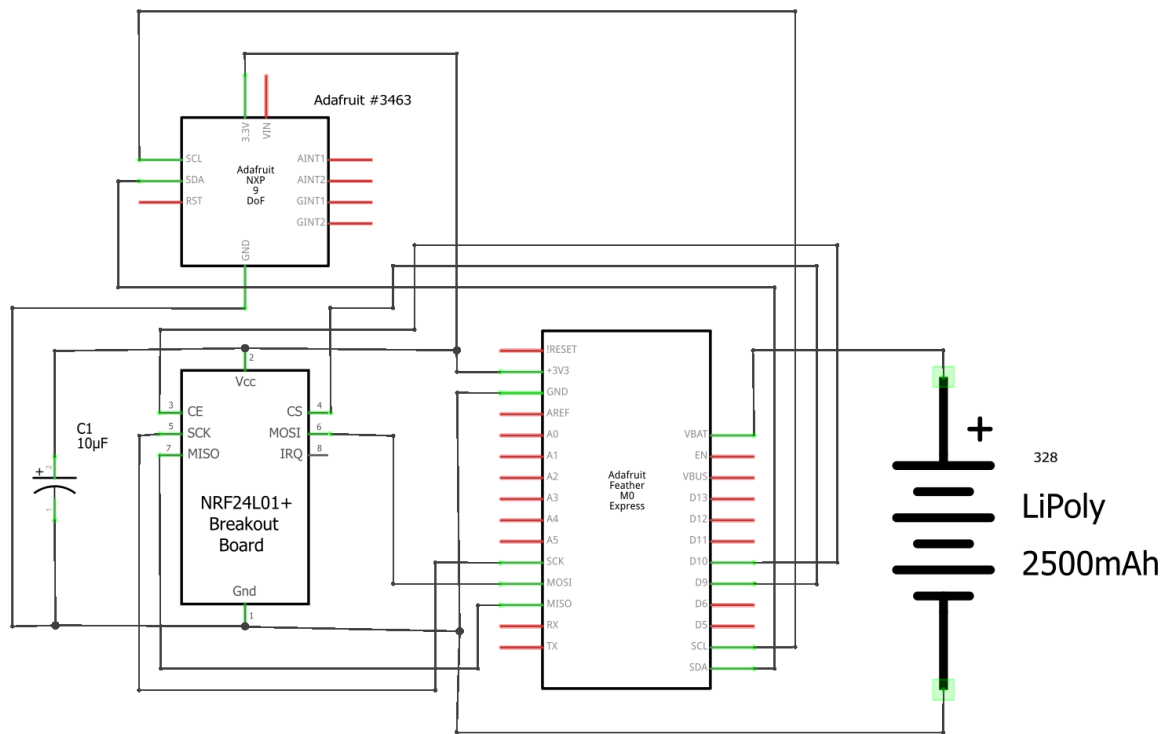 Adafruit #3463
3.3V
VIN
SCL
SDA
RST
Adafruit
NXP
9
DoF
AINT1
AINT2
GINT1
GINT2
GND
2
Vcc
3
CE
4
CS
5
SCK
6
MOSI
7
MISO
8
IRQ
NRF24L01+
Breakout
Board
Gnd
1
C1
10µF
+
2
1
!RESET
+3V3
GND
AREF
A0
A1
A2
A3
A4
A5
SCK
MOSI
MISO
RX
TX
Adafruit
Feather
M0
Express
VBAT
EN
VBUS
D13
D12
D11
D10
D9
D6
D5
SCL
SDA
+
328
LiPoly
2500mAh